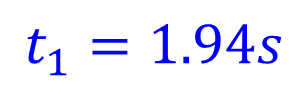 t₁ = 1.94s